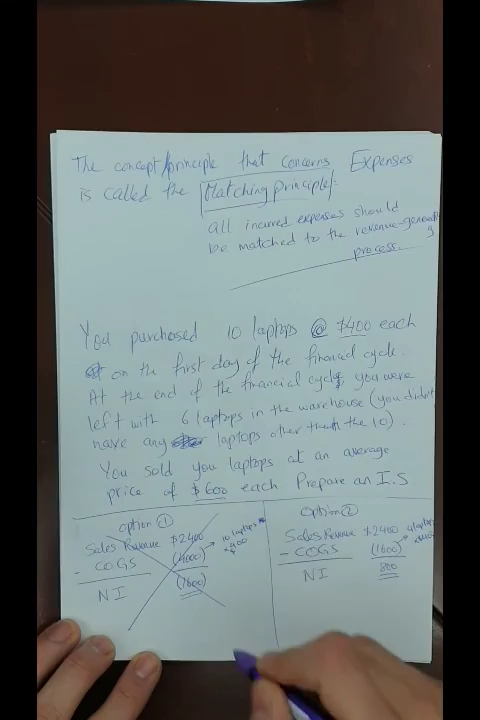 The concept/principle that concerns Expenses
is called the Matching principle.
all incurred expenses should
be matched to the revenue-generating
process.
You purchased 10 laptops @ $400 each
on the first day of the financial cycle.
At the end of the financial cycle, you were
left with 6 laptops in the warehouse (you didn't
have any laptops other than the 10).
You sold you laptops at an average
price of $600 each Prepare an I.S
Option ①
Sales Revenue $2400
- COGS (4000) → 10 laptops
x400
NI (1600)
Option ②
Sales Revenue $2400
- COGS (1600) → 4 laptops
x400
NI 800